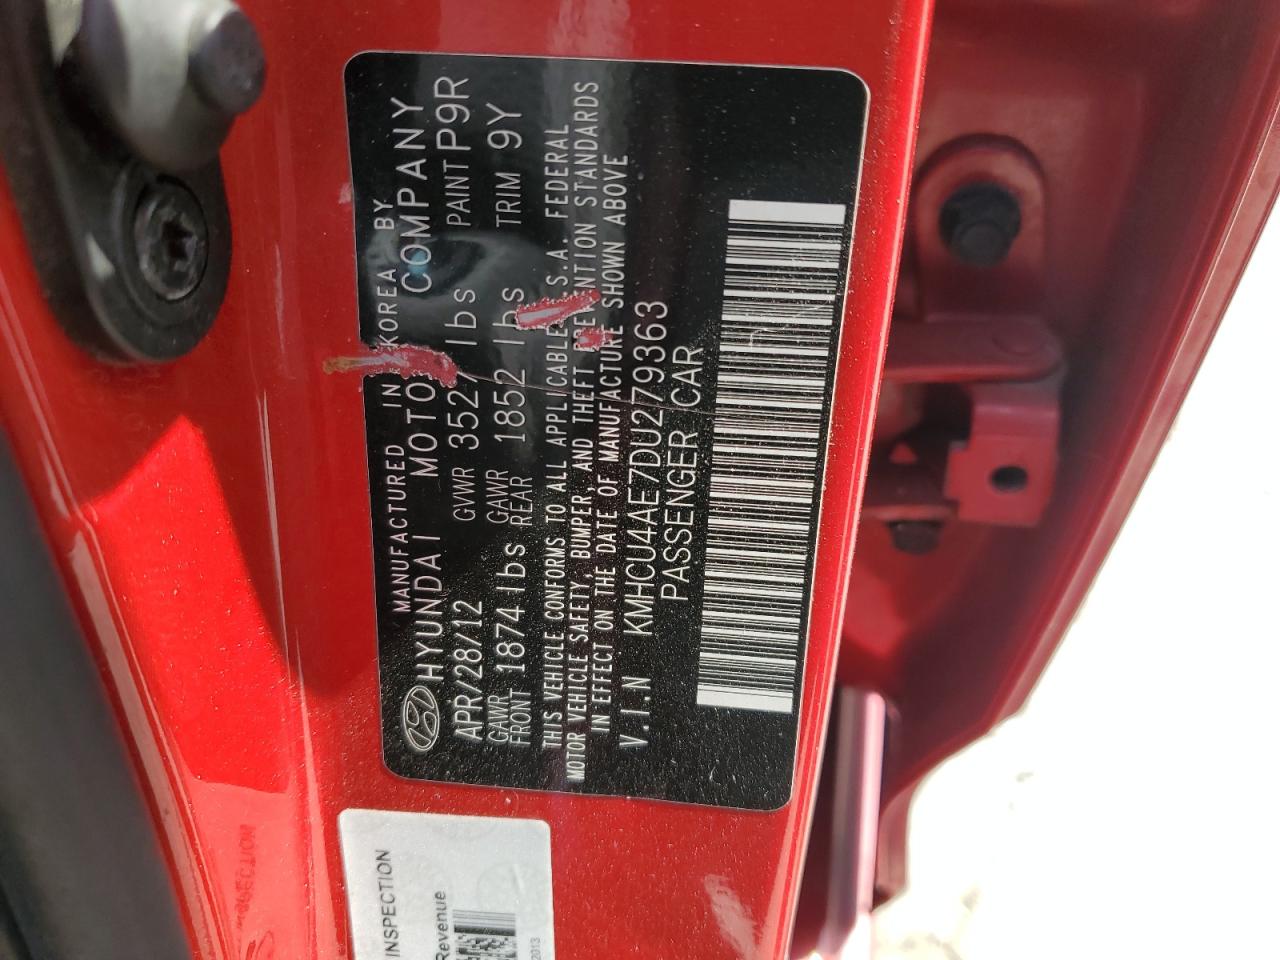 MANUFACTURED IN KOREA BY
HYUNDAI MOTOR COMPANY
APR/28/12 GVWR 3527 lbs PAINT P9R
GAWR FRONT 1874 lbs GAWR REAR 1852 lbs TRIM 9Y
THIS VEHICLE CONFORMS TO ALL APPLICABLE U.S.A. FEDERAL
MOTOR VEHICLE SAFETY, BUMPER, AND THEFT PREVENTION STANDARDS
IN EFFECT ON THE DATE OF MANUFACTURE SHOWN ABOVE
V.I.N KMHCU4AE7DU279363
PASSENGER CAR
INSPECTION
Revenue
2013